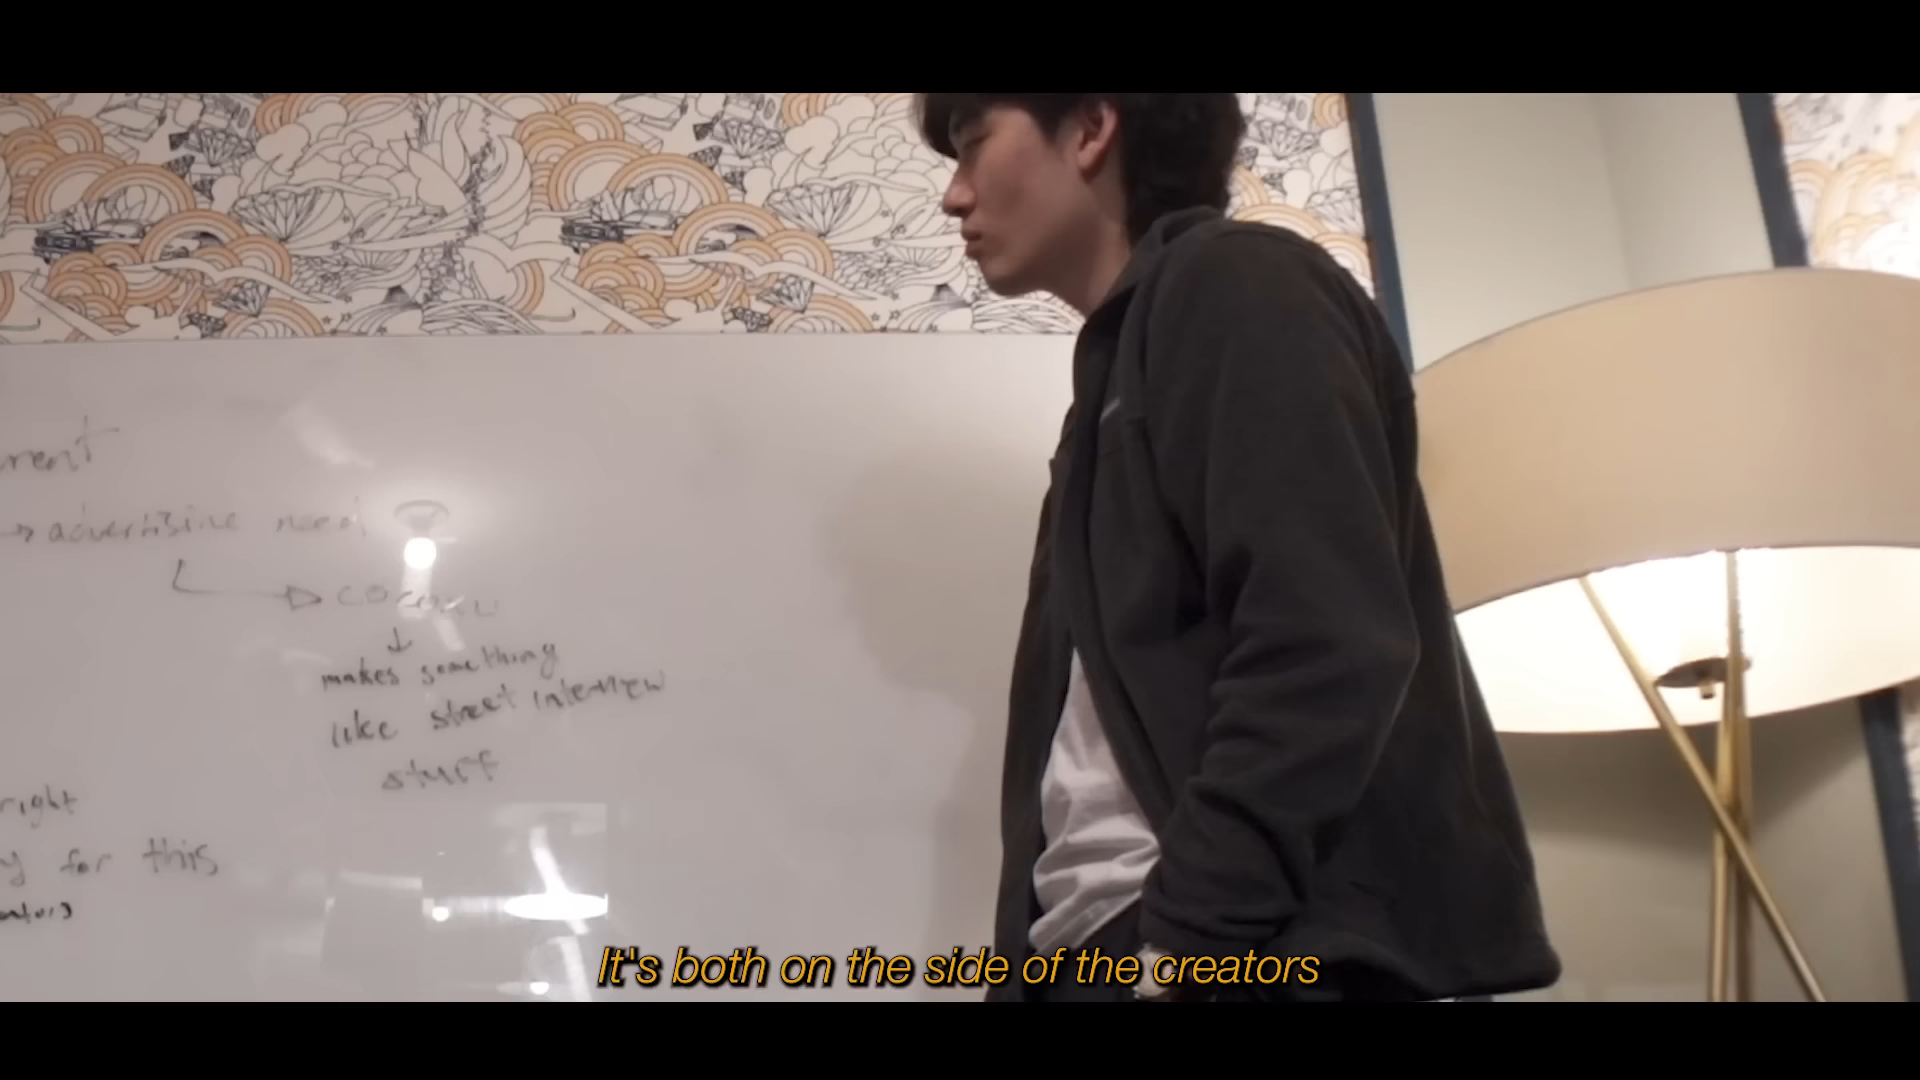 advertising need
makes something
like street interview
stuff
right
for this
It's both on the side of the creators